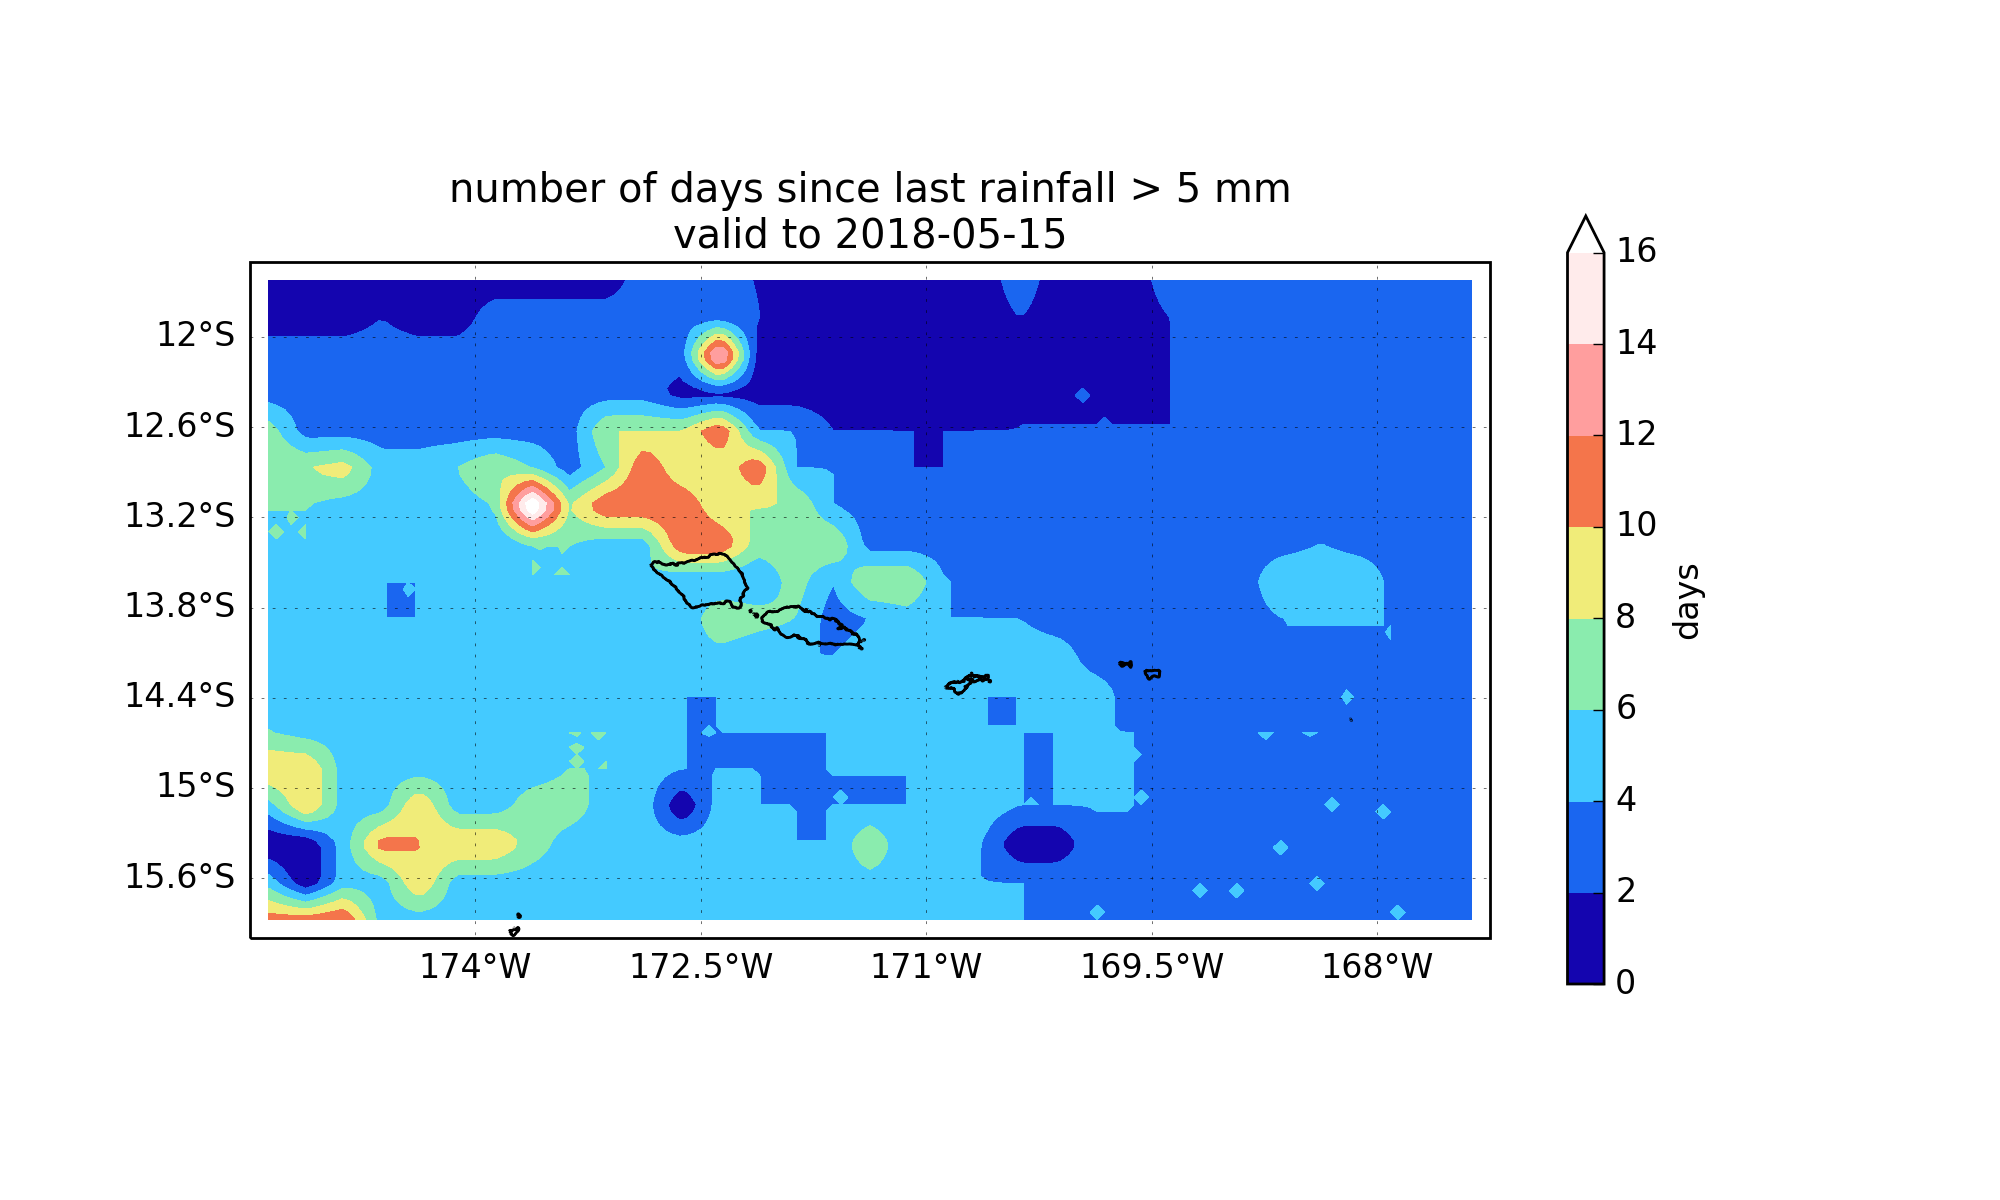 number of days since last rainfall > 5 mm
valid to 2018-05-15
12°S
12.6°S
13.2°S
13.8°S
14.4°S
15°S
15.6°S
174°W
172.5°W
171°W
169.5°W
168°W
16
14
12
10
8
6
4
2
0
days